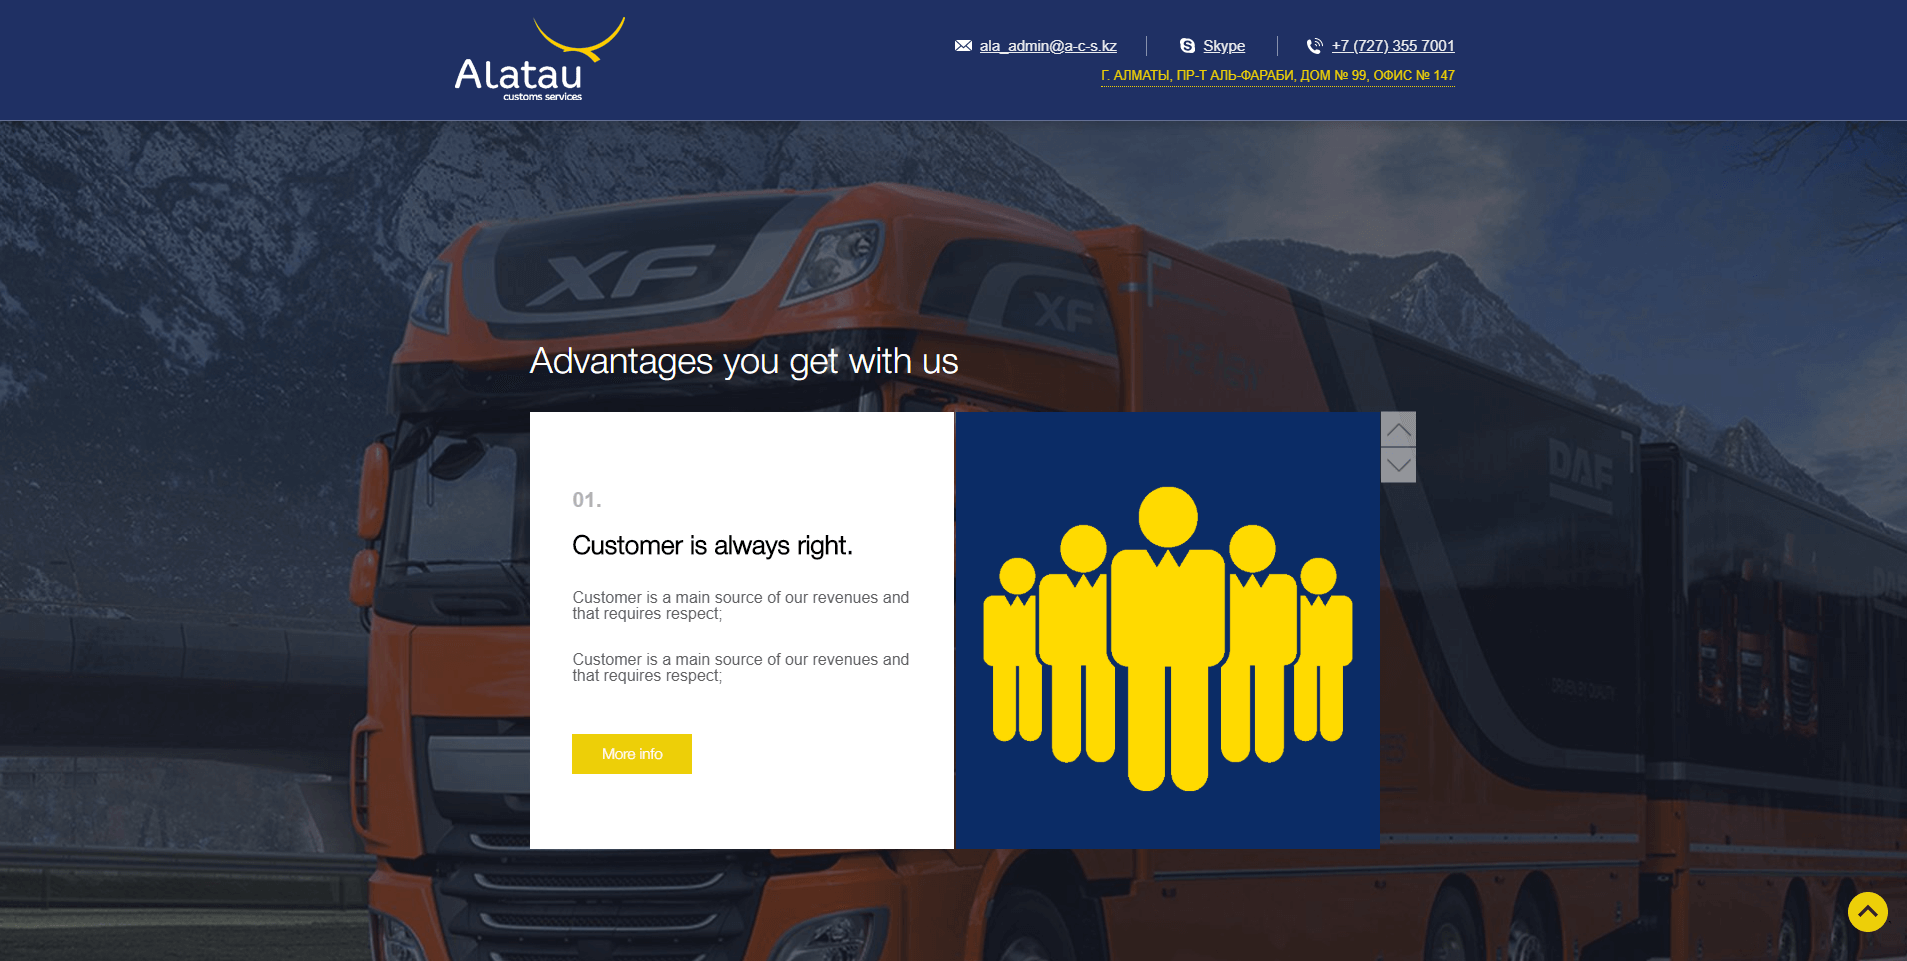 Alatau
customs services
ala_admin@a-c-s.kz
Skype
+7 (727) 355 7001
Г. АЛМАТЫ, ПР-Т АЛЬ-ФАРАБИ, ДОМ № 99, ОФИС № 147
XF
XF
Advantages you get with us
DAF
01.
Customer is always right.
Customer is a main source of our revenues and
that requires respect;
Customer is a main source of our revenues and
that requires respect;
More info